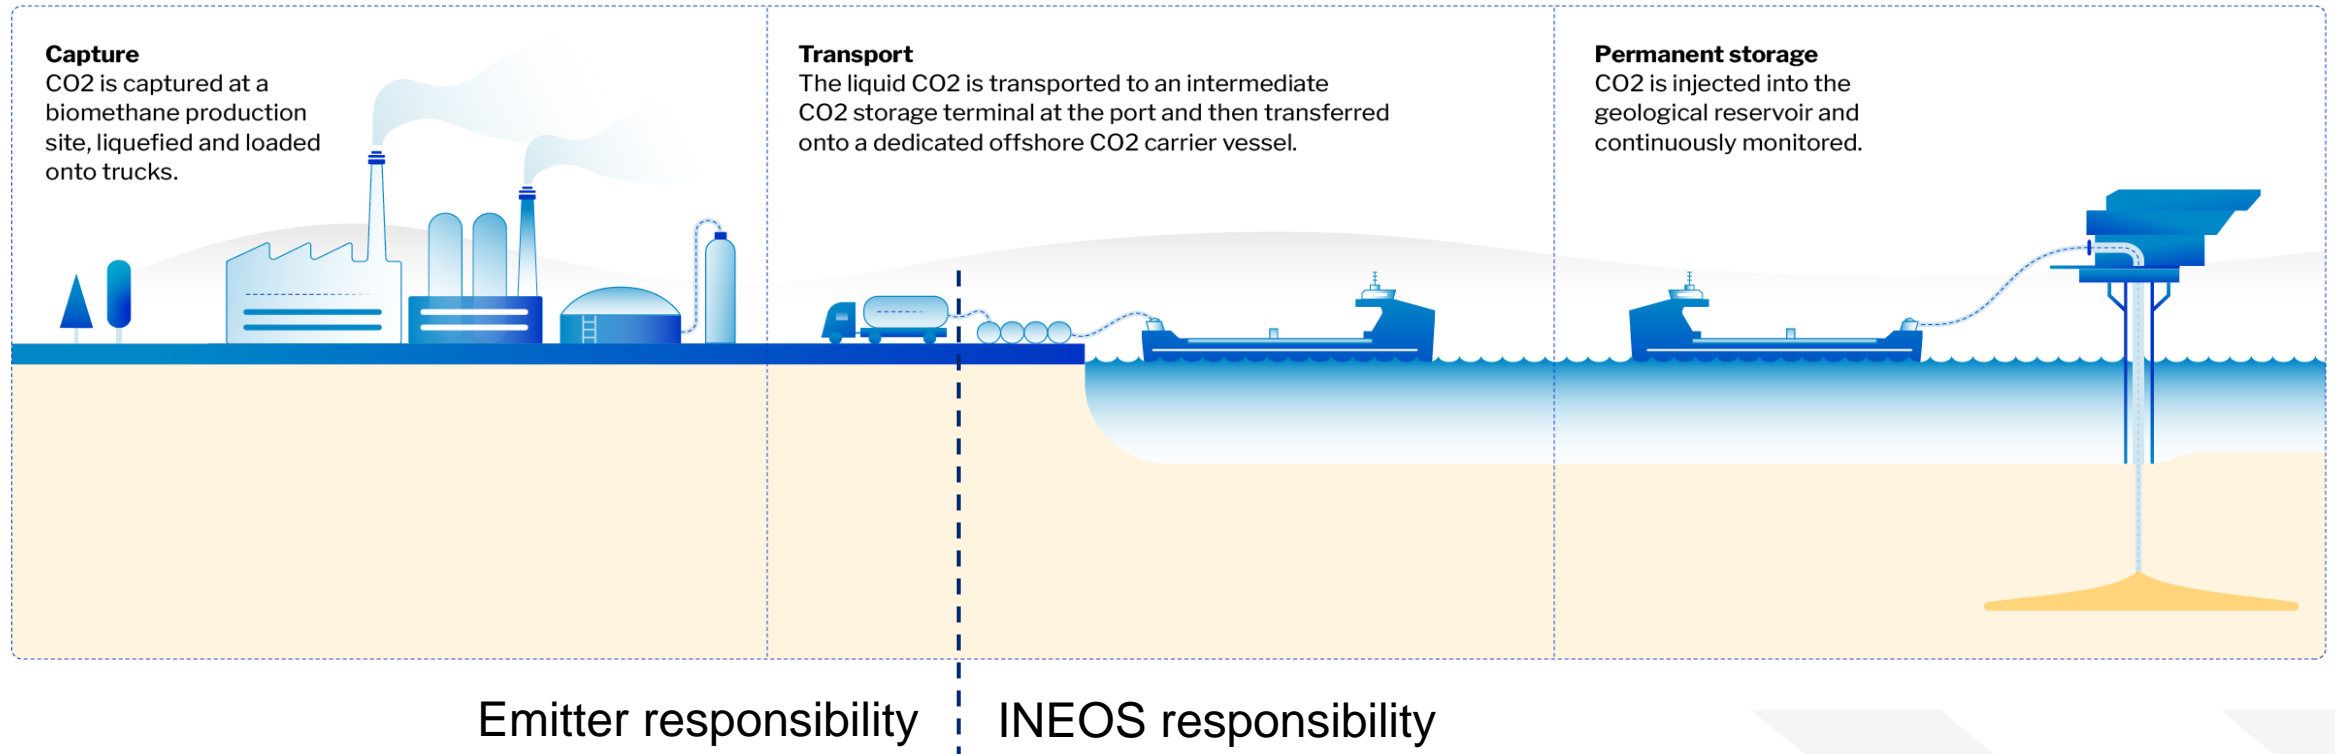 Capture
CO2 is captured at a
biomethane production
site, liquefied and loaded
onto trucks.
Transport
The liquid CO2 is transported to an intermediate
CO2 storage terminal at the port and then transferred
onto a dedicated offshore CO2 carrier vessel.
Permanent storage
CO2 is injected into the
geological reservoir and
continuously monitored.
Emitter responsibility
INEOS responsibility